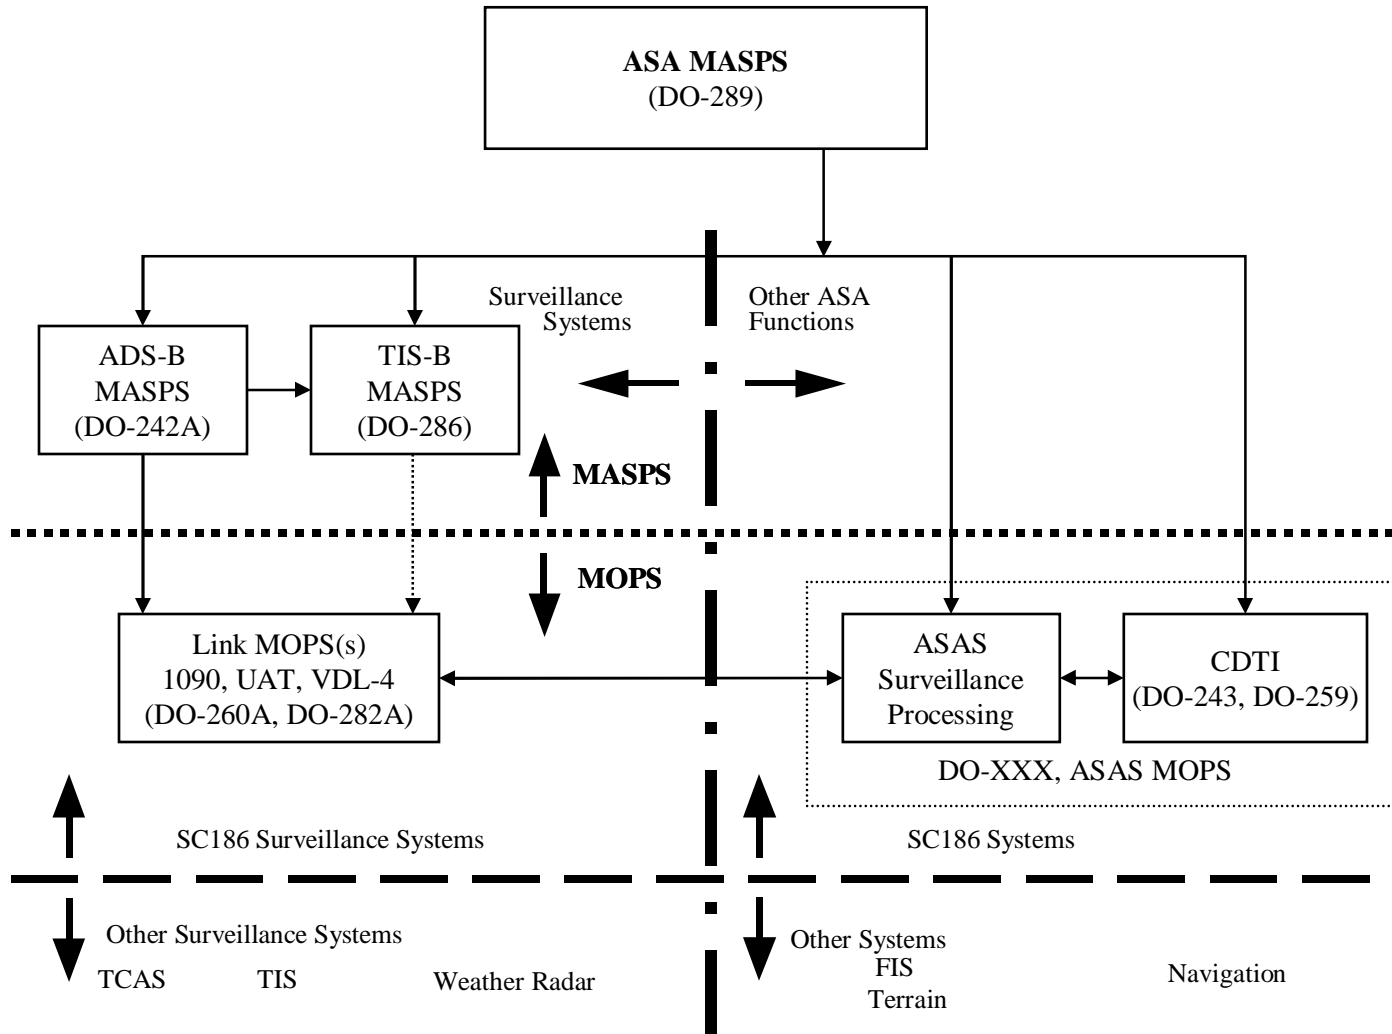 ASA MASPS
(DO-289)
Surveillance
Systems
Other ASA
Functions
ADS-B
MASPS
(DO-242A)
TIS-B
MASPS
(DO-286)
MASPS
MOPS
Link MOPS(s)
1090, UAT, VDL-4
(DO-260A, DO-282A)
ASAS
Surveillance
Processing
CDTI
(DO-243, DO-259)
DO-XXX, ASAS MOPS
SC186 Surveillance Systems
SC186 Systems
Other Surveillance Systems
TCAS
TIS
Weather Radar
Other Systems
FIS
Terrain
Navigation